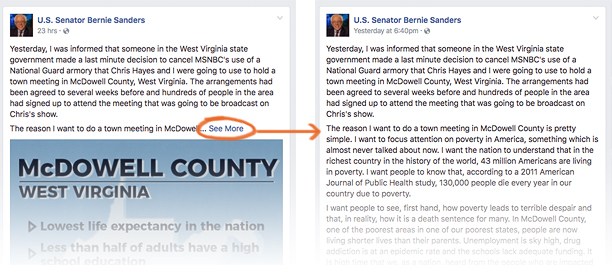 U.S. Senator Bernie Sanders
23 hrs ·
Yesterday, I was informed that someone in the West Virginia state
government made a last minute decision to cancel MSNBC's use of a
National Guard armory that Chris Hayes and I were going to use to hold a
town meeting in McDowell County, West Virginia. The arrangements had
been agreed to several weeks before and hundreds of people in the area
had signed up to attend the meeting that was going to be broadcast on
Chris's show.
The reason I want to do a town meeting in McDowell... See More
McDOWELL COUNTY
WEST VIRGINIA
Lowest life expectancy in the nation
Less than half of adults have a high
school education
U.S. Senator Bernie Sanders
Yesterday at 6:40pm ·
Yesterday, I was informed that someone in the West Virginia state
government made a last minute decision to cancel MSNBC's use of a
National Guard armory that Chris Hayes and I were going to use to hold a
town meeting in McDowell County, West Virginia. The arrangements had
been agreed to several weeks before and hundreds of people in the area
had signed up to attend the meeting that was going to be broadcast on
Chris's show.
The reason I want to do a town meeting in McDowell County is pretty
simple. I want to focus attention on poverty in America, something which is
almost never talked about now. I want the nation to understand that in the
richest country in the history of the world, 43 million Americans are living
in poverty. I want people to know that, according to a 2011 American
Journal of Public Health study, 130,000 people die every year in our
country due to poverty.
I want people to see, first hand, how poverty leads to terrible despair and
that, in reality, how it is a death sentence for many. In McDowell County,
one of the poorest areas in one of our poorest states, people are now
living shorter lives than their parents. Unemployment is sky high, drug
addiction is at an epidemic rate and the schools lack adequate funding. It